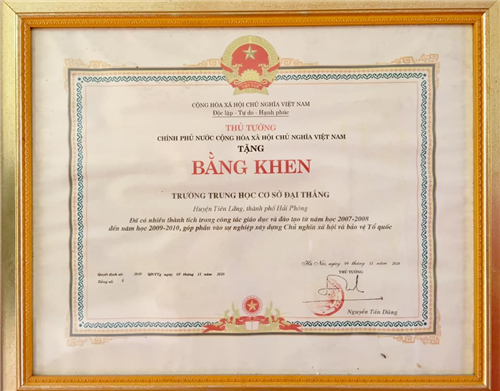 CỘNG HÒA XÃ HỘI CHỦ NGHĨA VIỆT NAM
Độc lập - Tự do - Hạnh phúc
THỦ TƯỚNG
CHÍNH PHỦ NƯỚC CỘNG HÒA XÃ HỘI CHỦ NGHĨA VIỆT NAM
TẶNG
BẰNG KHEN
TRƯỜNG TRUNG HỌC CƠ SỞ ĐẠI THẮNG
Huyện Tiên Lãng, thành phố Hải Phòng
Đã có nhiều thành tích trong công tác giáo dục và đào tạo từ năm học 2007-2008
đến năm học 2009-2010, góp phần vào sự nghiệp xây dựng Chủ nghĩa xã hội và bảo vệ Tổ quốc
Hà Nội, ngày 09 tháng 11 năm 2010
THỦ TƯỚNG
Quyết định số QĐ/TTg ngày 09 tháng 11 năm 2010
Bảng số
Nguyễn Tấn Dũng